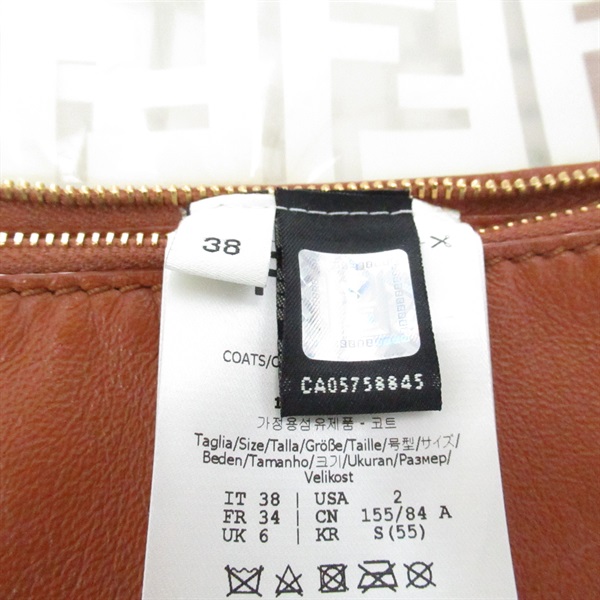 38
X
COATS/
CA05758845
가정용섬유제품 - 코트
Taglia/Size/Talla/Größe/Taille/号型/サイズ/
Beden/Tamanho/크기/Ukuran/Размер/
Velikost
IT 38 | USA 2
FR 34 | CN 155/84 A
UK 6 | KR S(55)